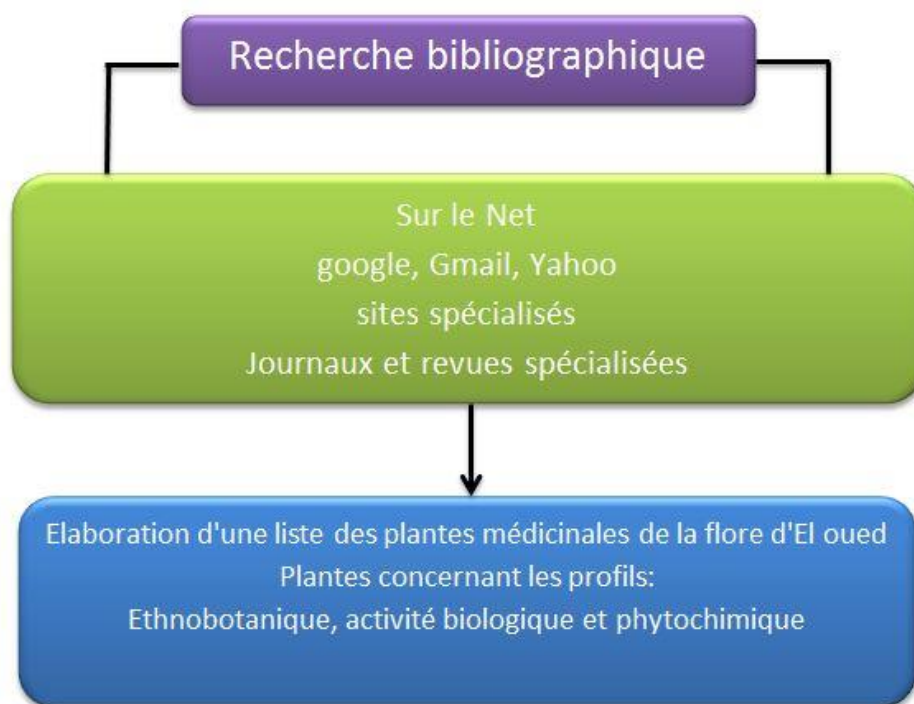 Recherche bibliographique
Sur le Net
google, Gmail, Yahoo
sites spécialisés
Journaux et revues spécialisées
Elaboration d'une liste des plantes médicinales de la flore d'El oued
Plantes concernant les profils:
Ethnobotanique, activité biologique et phytochimique